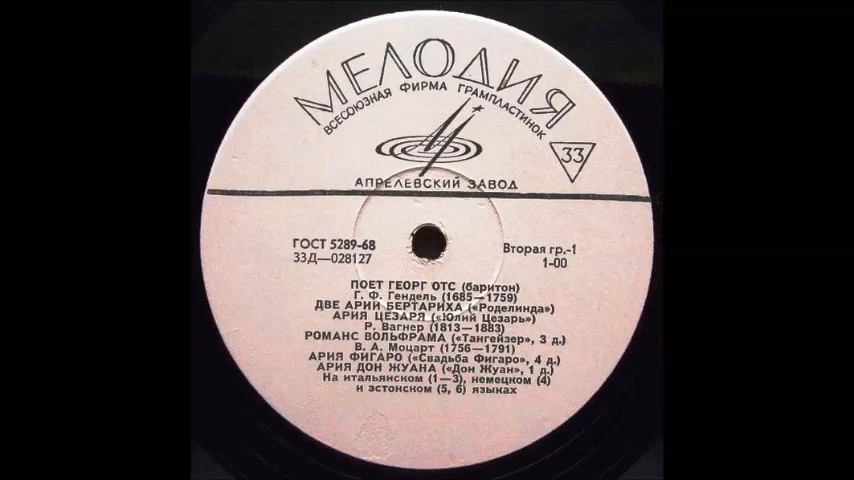 МЕЛОДИЯ
ВСЕСОЮЗНАЯ ФИРМА ГРАМПЛАСТИНОК
33
АПРЕЛЕВСКИЙ ЗАВОД
ГОСТ 5289-68
33Д—028127
Вторая гр.-1
1-00
ПОЕТ ГЕОРГ ОТС (баритон)
Г. Ф. Гендель (1685—1759)
ДВЕ АРИИ БЕРТАРИХА («Роделинда»)
АРИЯ ЦЕЗАРЯ («Юлий Цезарь»)
Р. Вагнер (1813—1883)
РОМАНС ВОЛЬФРАМА («Тангейзер», 3 д.)
В. А. Моцарт (1756—1791)
АРИЯ ФИГАРО («Свадьба Фигаро», 4 д.)
АРИЯ ДОН ЖУАНА («Дон Жуан», 1 д.)
На итальянском (1—3), немецком (4)
и эстонском (5, 6) языках